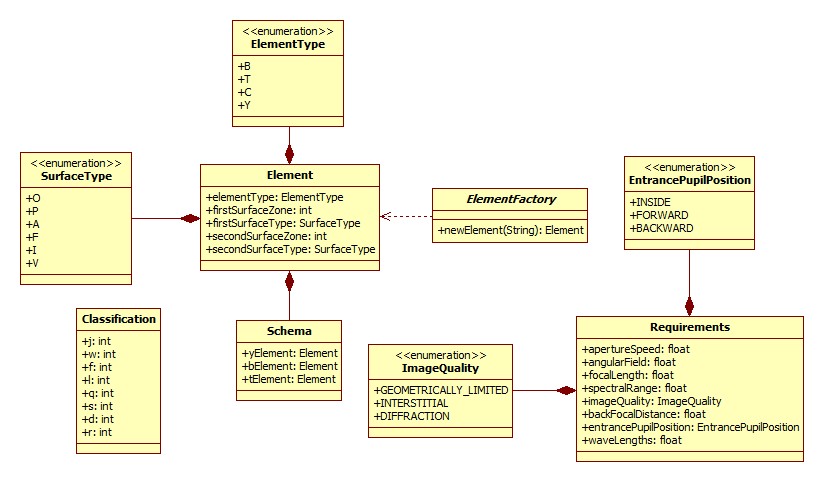 <<enumeration>>
ElementType
+B
+T
+C
+Y
<<enumeration>>
SurfaceType
+O
+P
+A
+F
+I
+V
Element
+elementType: ElementType
+firstSurfaceZone: int
+firstSurfaceType: SurfaceType
+secondSurfaceZone: int
+secondSurfaceType: SurfaceType
ElementFactory
+newElement(String): Element
<<enumeration>>
EntrancePupilPosition
+INSIDE
+FORWARD
+BACKWARD
Classification
+j: int
+w: int
+f: int
+l: int
+q: int
+s: int
+d: int
+r: int
Schema
+yElement: Element
+bElement: Element
+tElement: Element
<<enumeration>>
ImageQuality
+GEOMETRICALLY_LIMITED
+INTERSTITIAL
+DIFFRACTION
Requirements
+apertureSpeed: float
+angularField: float
+focalLength: float
+spectralRange: float
+imageQuality: ImageQuality
+backFocalDistance: float
+entrancePupilPosition: EntrancePupilPosition
+waveLengths: float